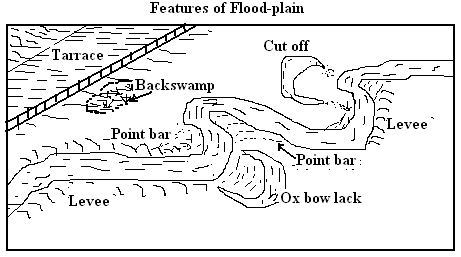 Features of Flood-plain
Cut off
Tarrace
Backswamp
Levee
Point bar
Point bar
Levee
Ox bow lack